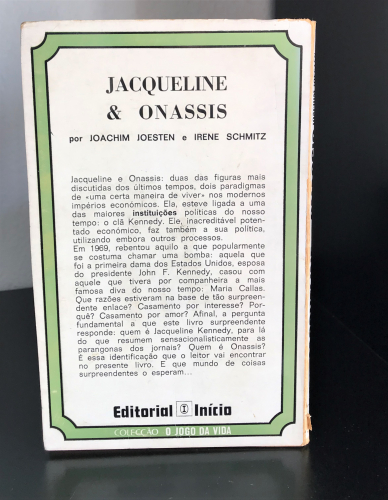 JACQUELINE
& ONASSIS
por JOACHIM JOESTEN e IRENE SCHMITZ
Jacqueline e Onassis: duas das figuras mais
discutidas dos últimos tempos, dois paradigmas
de «uma certa maneira de viver» nos modernos
impérios económicos. Ela, esteve ligada a uma
das maiores instituições políticas do nosso
tempo: o clã Kennedy. Ele, inacreditável poten-
tado económico, faz também a sua política,
utilizando embora outros processos.
Em 1969, rebentou aquilo a que popularmente
se costuma chamar uma bomba: aquela que
foi a primeira dama dos Estados Unidos, esposa
do president John F. Kennedy, casou com
aquele que tivera por companheira a mais
famosa diva do nosso tempo: Maria Callas.
Que razões estiveram na base de tão surpreen-
dente enlace? Casamento por interesse? Por-
quê? Casamento por amor? Afinal, a pergunta
fundamental a que este livro surpreendente
responde: quem é Jacqueline Kennedy, para lá
do que resumem sensacionalisticamente as
parangonas dos jornais? Quem é Onassis?
É essa identificação que o leitor vai encontrar
no presente livro. E que mundo de coisas
surpreendentes o esperam...
Editorial Início
COLECÇÃO O JOGO DA VIDA